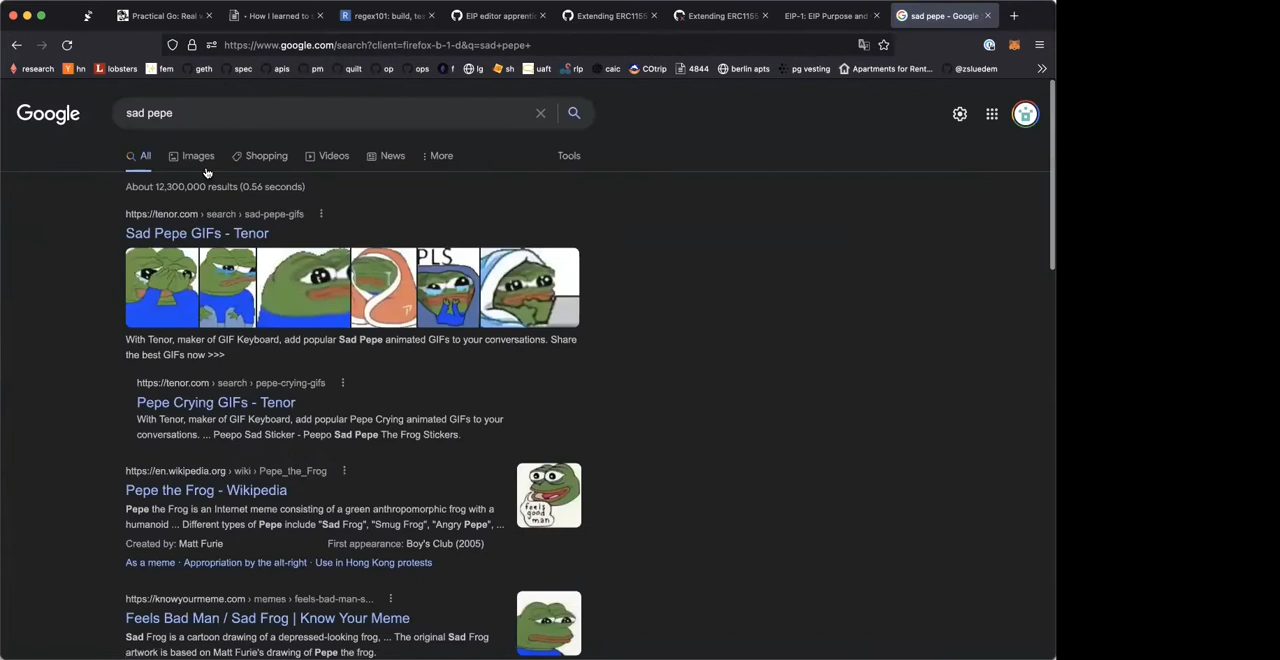 Practical Go: Real w
- How I learned to s
regex101: build, te
EIP editor apprentic
Extending ERC1155
Extending ERC1155
EIP-1: EIP Purpose and
sad pepe - Google
https://www.google.com/search?client=firefox-b-1-d&q=sad+pepe+
research
hn
lobsters
fem
geth
spec
apis
pm
quilt
op
ops
f
lg
sh
uaft
rlp
caic
COtrip
4844
berlin apts
pg vesting
Apartments for Rent...
@zsluedem
Google
sad pepe
All
Images
Shopping
Videos
News
More
Tools
About 12,300,000 results (0.56 seconds)
https://tenor.com › search › sad-pepe-gifs
Sad Pepe GIFs - Tenor
PLS
With Tenor, maker of GIF Keyboard, add popular Sad Pepe animated GIFs to your conversations. Share
the best GIFs now >>>
https://tenor.com › search › pepe-crying-gifs
Pepe Crying GIFs - Tenor
With Tenor, maker of GIF Keyboard, add popular Pepe Crying animated GIFs to your
conversations. ... Peepo Sad Sticker - Peepo Sad Pepe The Frog Stickers.
https://en.wikipedia.org › wiki › Pepe_the_Frog
Pepe the Frog - Wikipedia
Pepe the Frog is an Internet meme consisting of a green anthropomorphic frog with a
humanoid ... Different types of Pepe include "Sad Frog", "Smug Frog", "Angry Pepe", ...
feels
good
man
Created by: Matt Furie
First appearance: Boy's Club (2005)
As a meme · Appropriation by the alt-right · Use in Hong Kong protests
https://knowyourmeme.com › memes › feels-bad-man-s...
Feels Bad Man / Sad Frog | Know Your Meme
Sad Frog is a cartoon drawing of a depressed-looking frog, ... The original Sad Frog
artwork is based on Matt Furie's drawing of Pepe the frog.